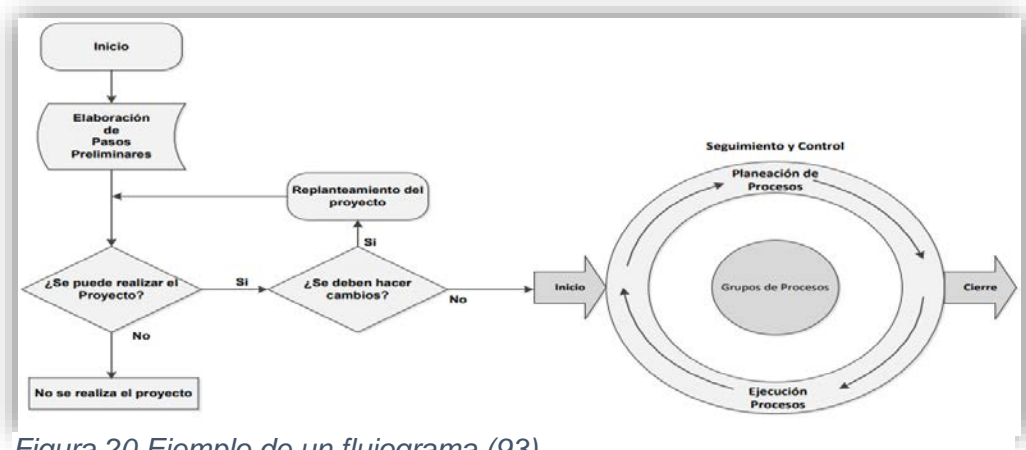 Inicio
Elaboración
de
Pasos
Preliminares
Replanteamiento del
proyecto
Si
¿Se puede realizar el
Proyecto?
Si
¿Se deben hacer
cambios?
No
No
No se realiza el proyecto
Seguimiento y Control
Planeación de
Procesos
Inicio
Grupos de Procesos
Cierre
Ejecución
Procesos
Figura 20 Ejemplo de un flujograma (93)